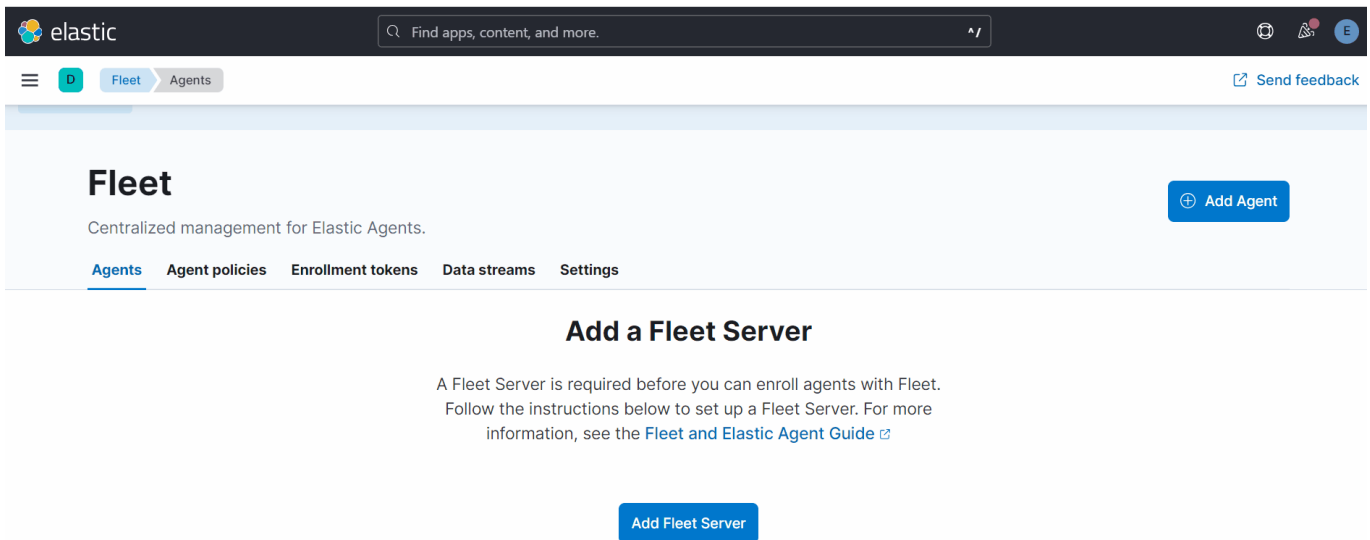 elastic
Find apps, content, and more.
^/
E
D
Fleet
Agents
Send feedback
Fleet
Add Agent
Centralized management for Elastic Agents.
Agents
Agent policies
Enrollment tokens
Data streams
Settings
Add a Fleet Server
A Fleet Server is required before you can enroll agents with Fleet.
Follow the instructions below to set up a Fleet Server. For more
information, see the Fleet and Elastic Agent Guide
Add Fleet Server